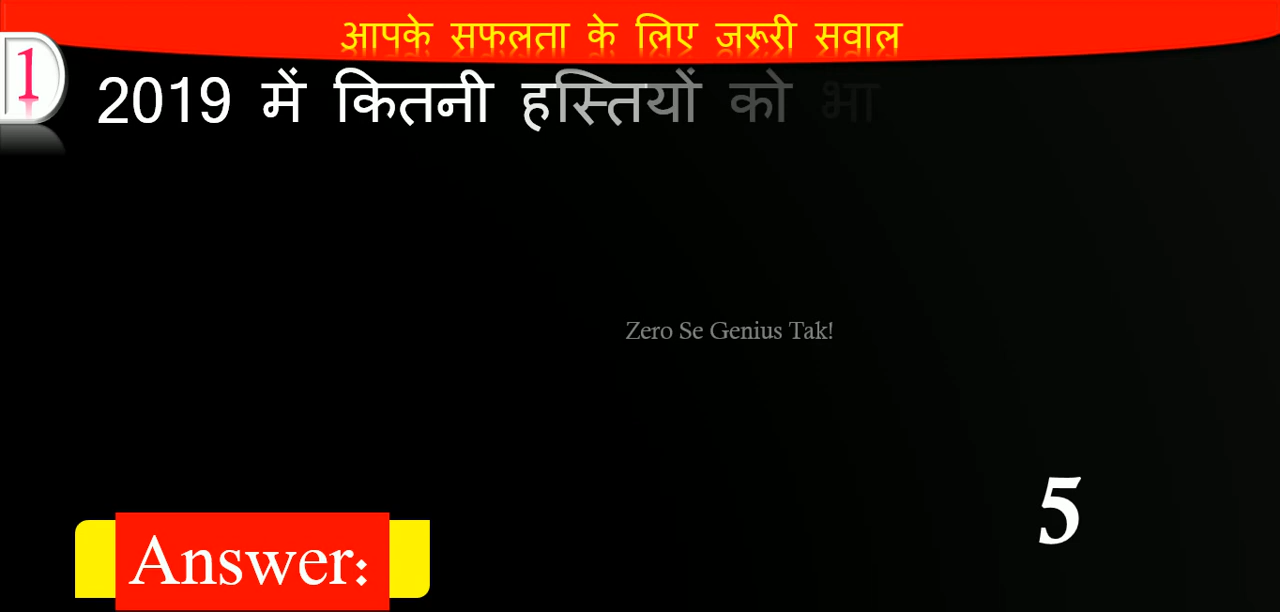 आपके सफलता के लिए जरूरी सवाल
1
2019 में कितनी हस्तियों को भा
Zero Se Genius Tak!
5
Answer: